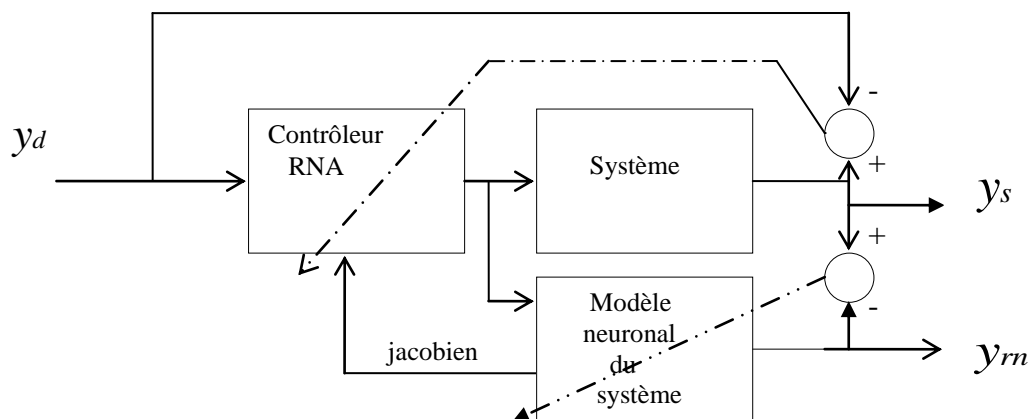 -
Contrôleur
RNA
yd
Système
+
ys
+
Modèle
neuronal
du
système
-
jacobien
yrn